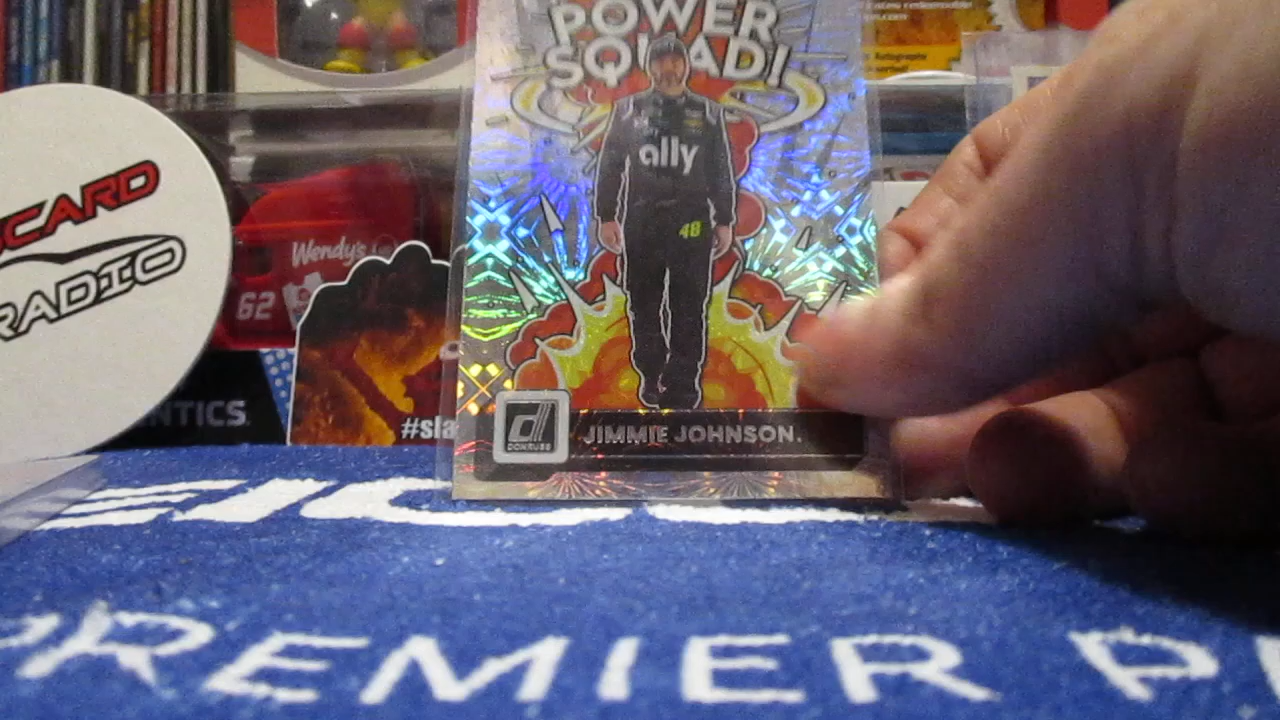 POWER
SQUAD!
ally
48
DONRUSS
JIMMIE JOHNSON.
SCARD
RADIO
Wendy's
62
NTICS
#sla
PREMIER P